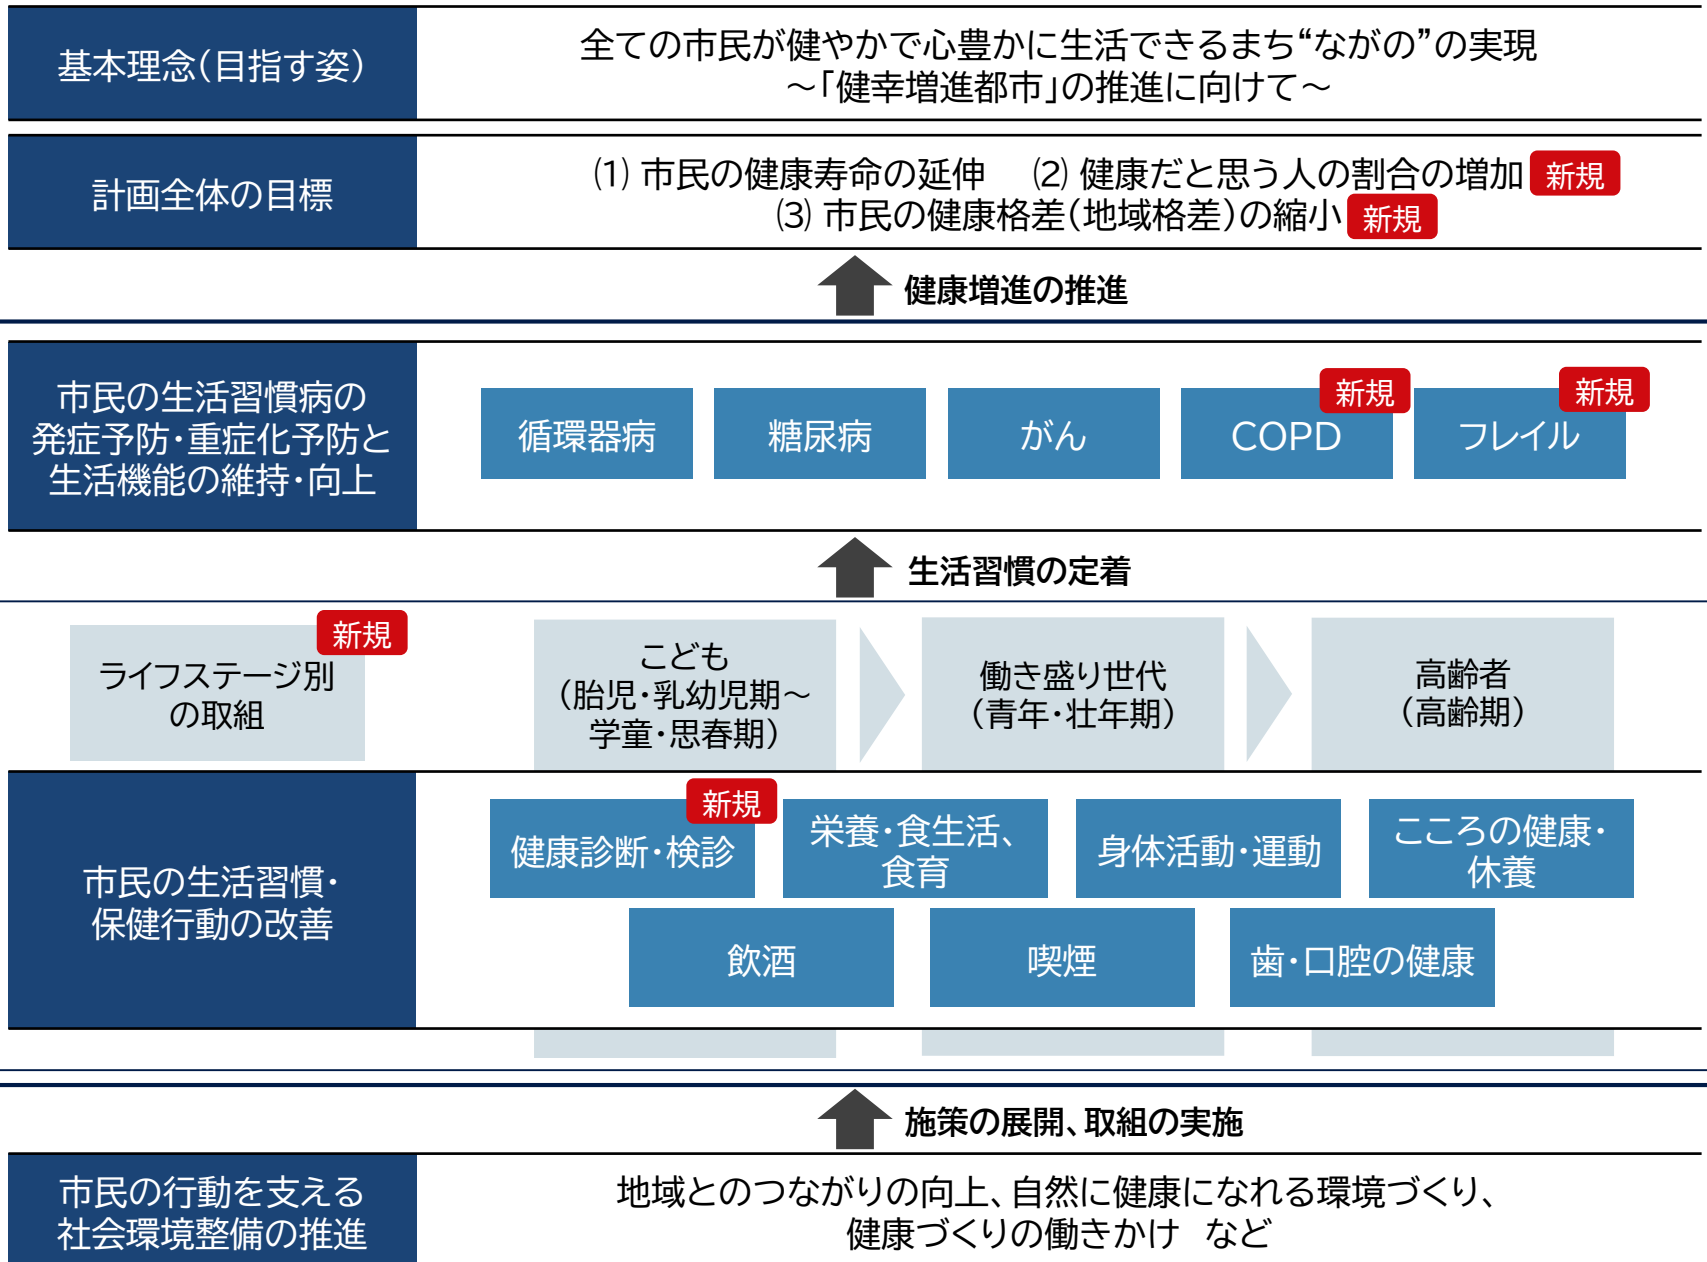 基本理念(目指す姿)
全ての市民が健やかで心豊かに生活できるまち“ながの”の実現
～「健幸増進都市」の推進に向けて～
計画全体の目標
⑴ 市民の健康寿命の延伸　⑵ 健康だと思う人の割合の増加 新規
⑶ 市民の健康格差(地域格差)の縮小 新規
健康増進の推進
市民の生活習慣病の
発症予防・重症化予防と
生活機能の維持・向上
循環器病
糖尿病
がん
新規
COPD
新規
フレイル
生活習慣の定着
新規
ライフステージ別
の取組
こども
(胎児・乳幼児期～
学童・思春期)
働き盛り世代
(青年・壮年期)
高齢者
(高齢期)
市民の生活習慣・
保健行動の改善
新規
健康診断・検診
栄養・食生活、
食育
身体活動・運動
こころの健康・
休養
飲酒
喫煙
歯・口腔の健康
施策の展開、取組の実施
市民の行動を支える
社会環境整備の推進
地域とのつながりの向上、自然に健康になれる環境づくり、
健康づくりの働きかけ　など